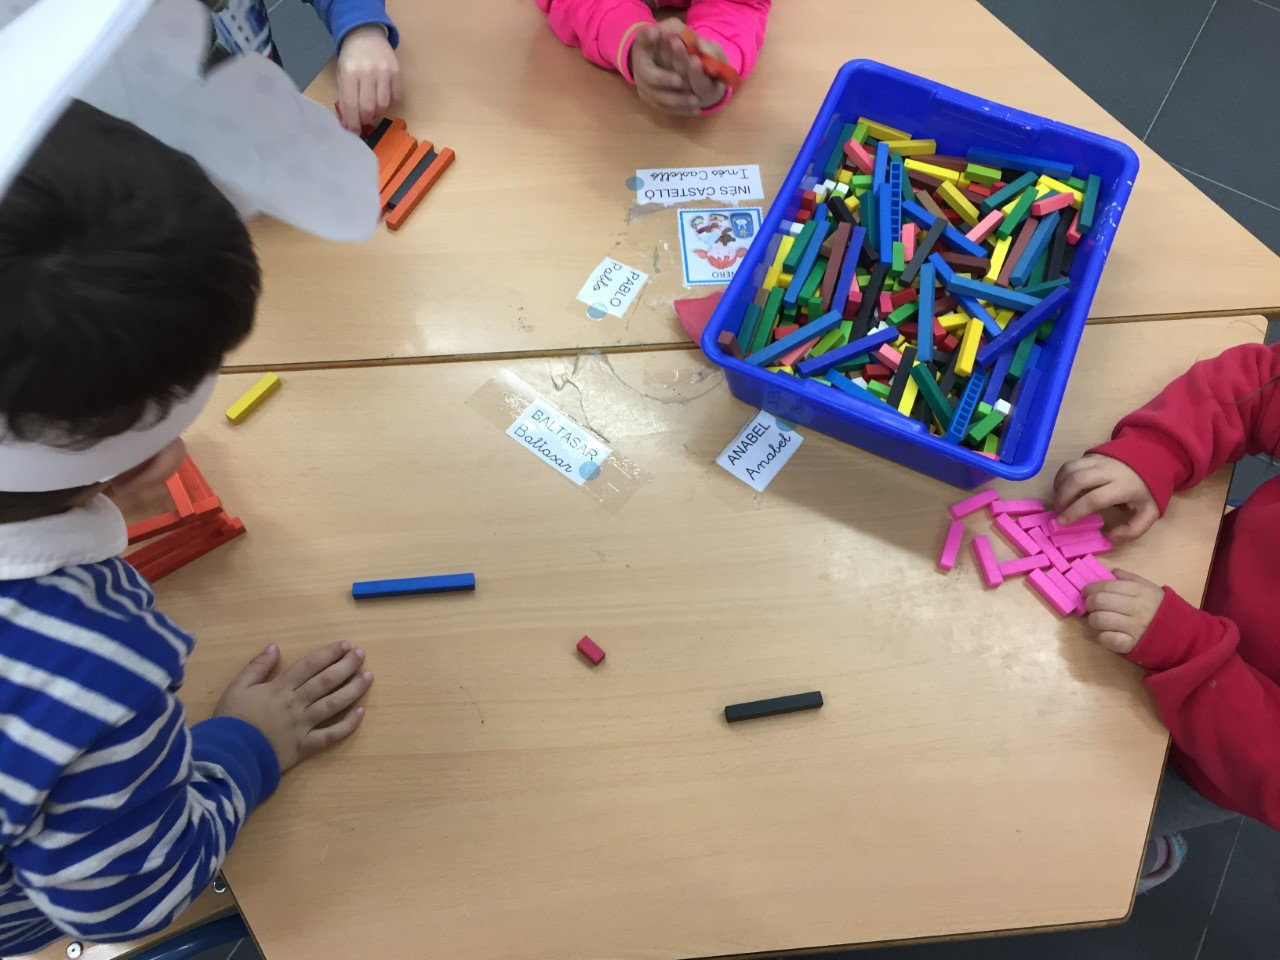 INÉS CASTELLÓ
Inés Castelló
PABLO
Pablo
BALTASAR
Baltasar
ANABEL
Anabel